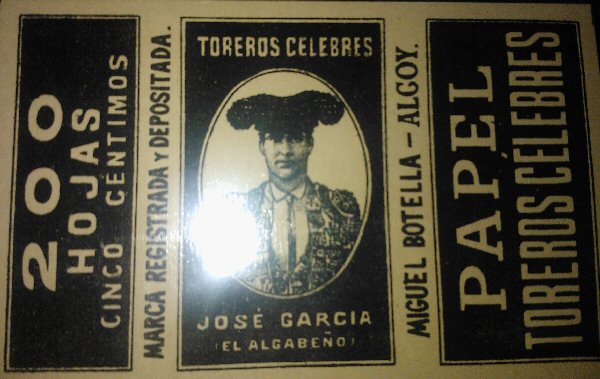 200
HOJAS
CINCO CENTIMOS
MARCA REGISTRADA Y DEPOSITADA.
TOREROS CELEBRES
JOSÉ GARCIA
(EL ALGABEÑO)
MIGUEL BOTELLA - ALCOY.
PAPEL
TOREROS CÉLEBRES